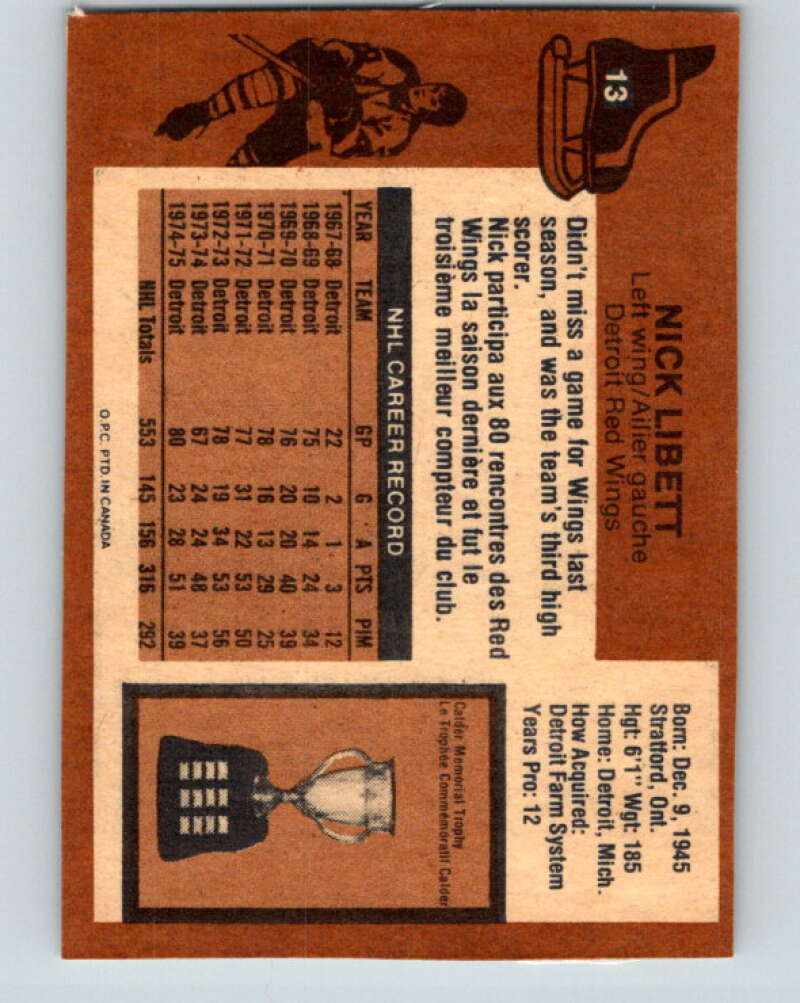 13
NICK LIBETT
Left wing/Ailier gauche
Detroit Red Wings
Born: Dec. 9, 1945
Stratford, Ont.
Hgt: 6'1" Wgt: 185
Home: Detroit, Mich.
How Acquired:
Detroit Farm System
Years Pro: 12
Didn't miss a game for Wings last
season, and was the team's third high
scorer.
Nick participa aux 80 rencontres des Red
Wings la saison dernière et fut le
troisième meilleur compteur du club.
NHL CAREER RECORD
YEAR TEAM GP G A PTS PIM
1967-68 Detroit 22 2 1 3 12
1968-69 Detroit 75 10 14 24 34
1969-70 Detroit 76 20 20 40 39
1970-71 Detroit 78 16 13 29 25
1971-72 Detroit 77 31 22 53 50
1972-73 Detroit 78 19 34 53 56
1973-74 Detroit 67 24 24 48 37
1974-75 Detroit 80 23 28 51 39
NHL Totals 553 145 156 316 292
Calder Memorial Trophy
Le Trophée Commémoratif Calder
O.P.C. PTD. IN CANADA